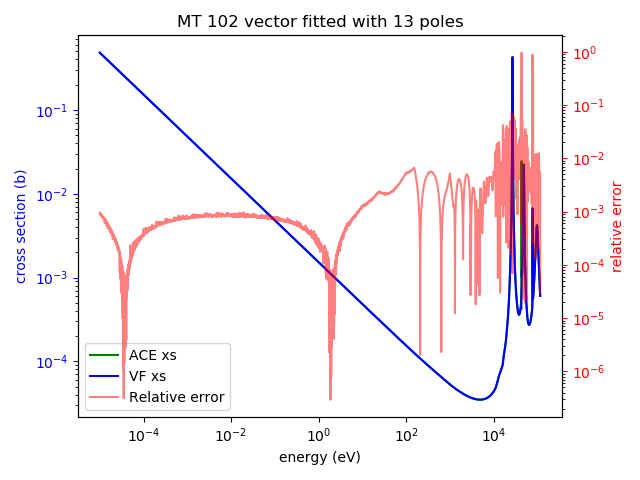 MT 102 vector fitted with 13 poles
10⁰
10⁻¹
10⁻²
10⁻³
10⁻⁴
10⁻⁵
10⁻⁶
relative error
10⁻¹
10⁻²
10⁻³
10⁻⁴
cross section (b)
ACE xs
VF xs
Relative error
10⁻⁴
10⁻²
10⁰
10²
10⁴
energy (eV)